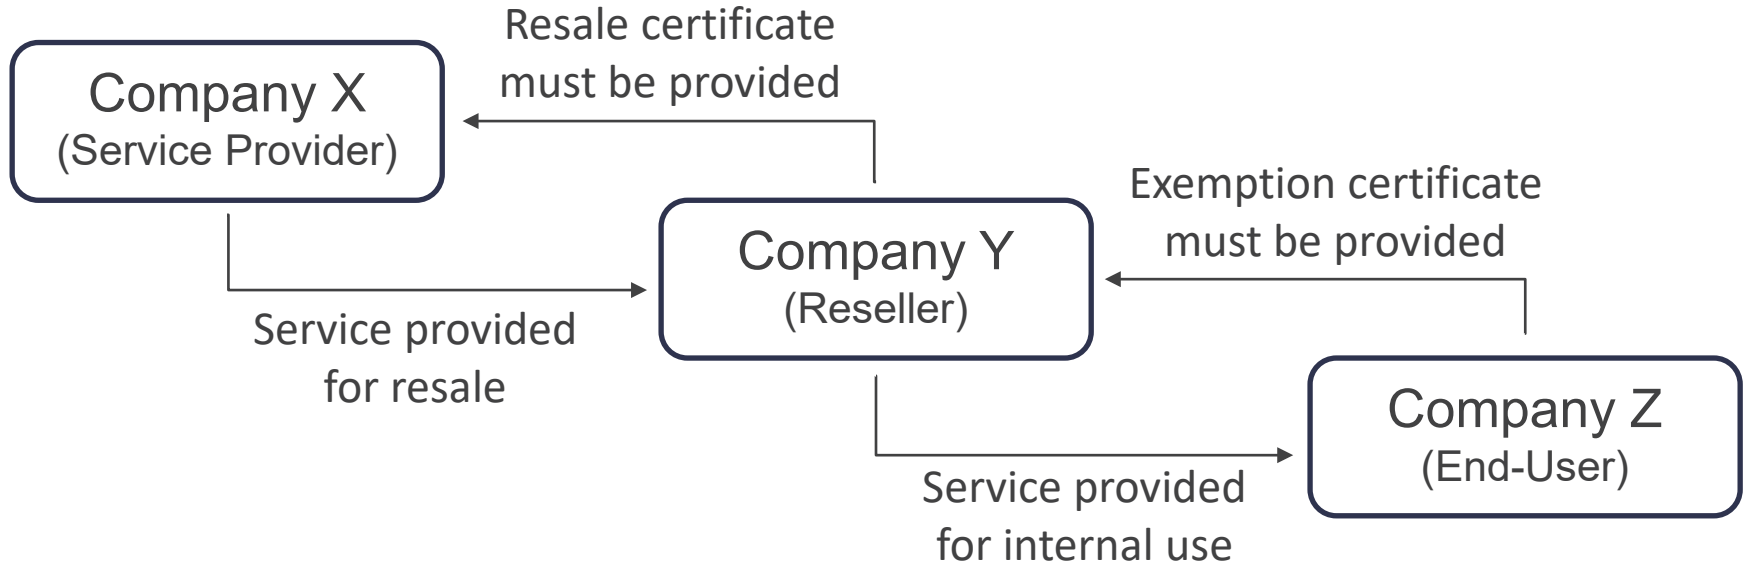 Resale certificate
must be provided
Company X
(Service Provider)
Exemption certificate
must be provided
Company Y
(Reseller)
Service provided
for resale
Company Z
(End-User)
Service provided
for internal use